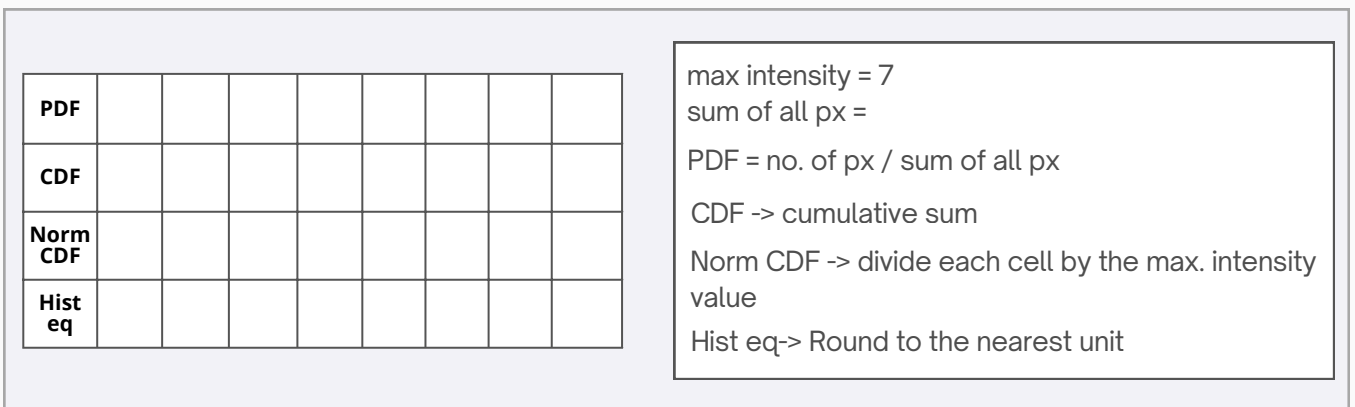 PDF
CDF
Norm
CDF
Hist
eq
max intensity = 7
sum of all px =
PDF = no. of px / sum of all px
CDF -> cumulative sum
Norm CDF -> divide each cell by the max. intensity
value
Hist eq-> Round to the nearest unit